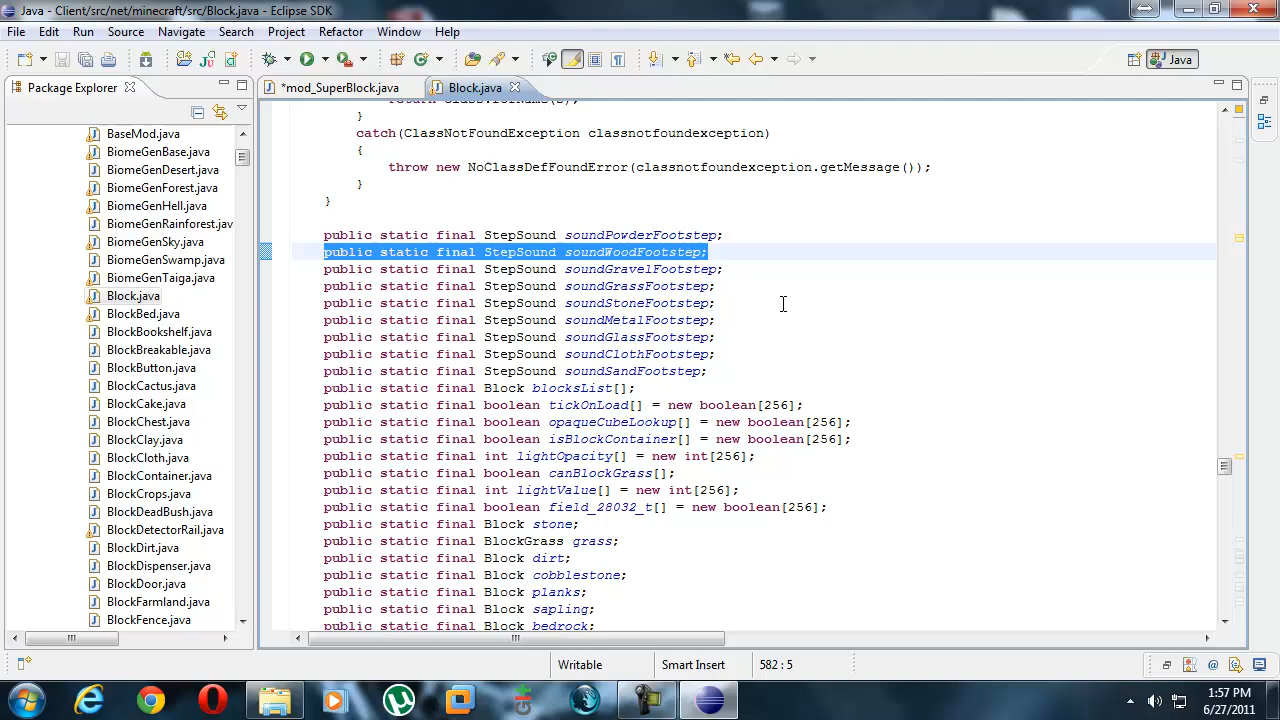 Java - Client/src/net/minecraft/src/Block.java - Eclipse SDK
File Edit Run Source Navigate Search Project Refactor Window Help
Java
Package Explorer
*mod_SuperBlock.java
Block.java
BaseMod.java
BiomeGenBase.java
BiomeGenDesert.java
BiomeGenForest.java
BiomeGenHell.java
BiomeGenRainforest.jav
BiomeGenSky.java
BiomeGenSwamp.java
BiomeGenTaiga.java
Block.java
BlockBed.java
BlockBookshelf.java
BlockBreakable.java
BlockButton.java
BlockCactus.java
BlockCake.java
BlockChest.java
BlockClay.java
BlockCloth.java
BlockContainer.java
BlockCrops.java
BlockDeadBush.java
BlockDetectorRail.java
BlockDirt.java
BlockDispenser.java
BlockDoor.java
BlockFarmland.java
BlockFence.java
return Class.forName(s);
}
catch(ClassNotFoundException classnotfoundexception)
{
throw new NoClassDefFoundError(classnotfoundexception.getMessage());
}
}
public static final StepSound soundPowderFootstep;
public static final StepSound soundWoodFootstep;
public static final StepSound soundGravelFootstep;
public static final StepSound soundGrassFootstep;
public static final StepSound soundStoneFootstep;
public static final StepSound soundMetalFootstep;
public static final StepSound soundGlassFootstep;
public static final StepSound soundClothFootstep;
public static final StepSound soundSandFootstep;
public static final Block blocksList[];
public static final boolean tickOnLoad[] = new boolean[256];
public static final boolean opaqueCubeLookup[] = new boolean[256];
public static final boolean isBlockContainer[] = new boolean[256];
public static final int lightOpacity[] = new int[256];
public static final boolean canBlockGrass[];
public static final int lightValue[] = new int[256];
public static final boolean field_28032_t[] = new boolean[256];
public static final Block stone;
public static final BlockGrass grass;
public static final Block dirt;
public static final Block cobblestone;
public static final Block planks;
public static final Block sapling;
public static final Block bedrock;
Writable
Smart Insert
582 : 5
1:57 PM
6/27/2011